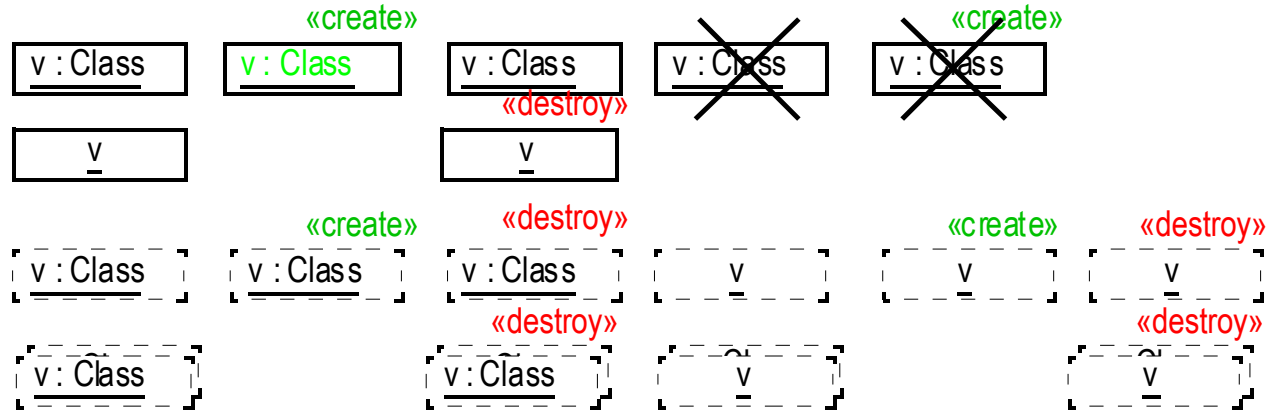 «create» «create»
v : Class v : Class v : Class v : Class v : Class
«destroy»
v v
«create» «destroy» «create» «destroy»
v : Class v : Class v : Class v v v
«destroy» «destroy»
v : Class v : Class v v